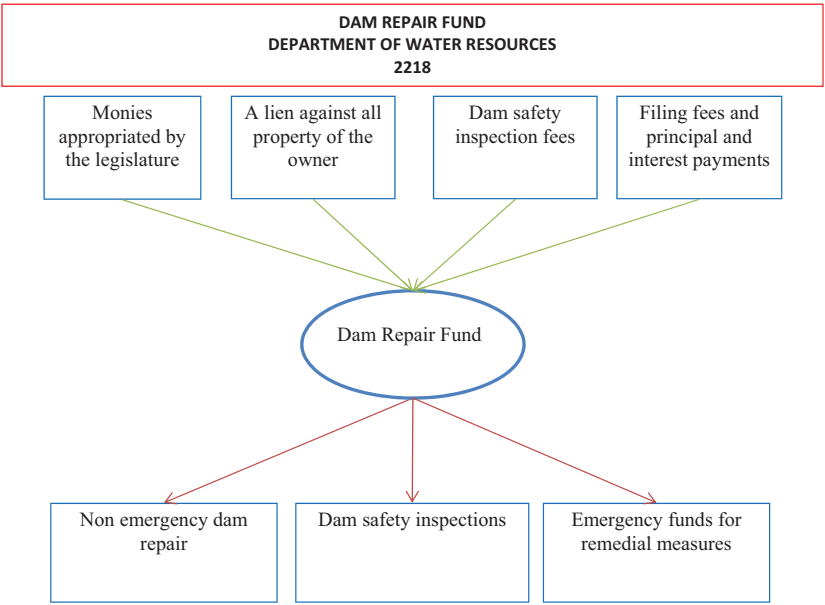 DAM REPAIR FUND
DEPARTMENT OF WATER RESOURCES
2218
Monies
appropriated by
the legislature
A lien against all
property of the
owner
Dam safety
inspection fees
Filing fees and
principal and
interest payments
Dam Repair Fund
Non emergency dam
repair
Dam safety inspections
Emergency funds for
remedial measures